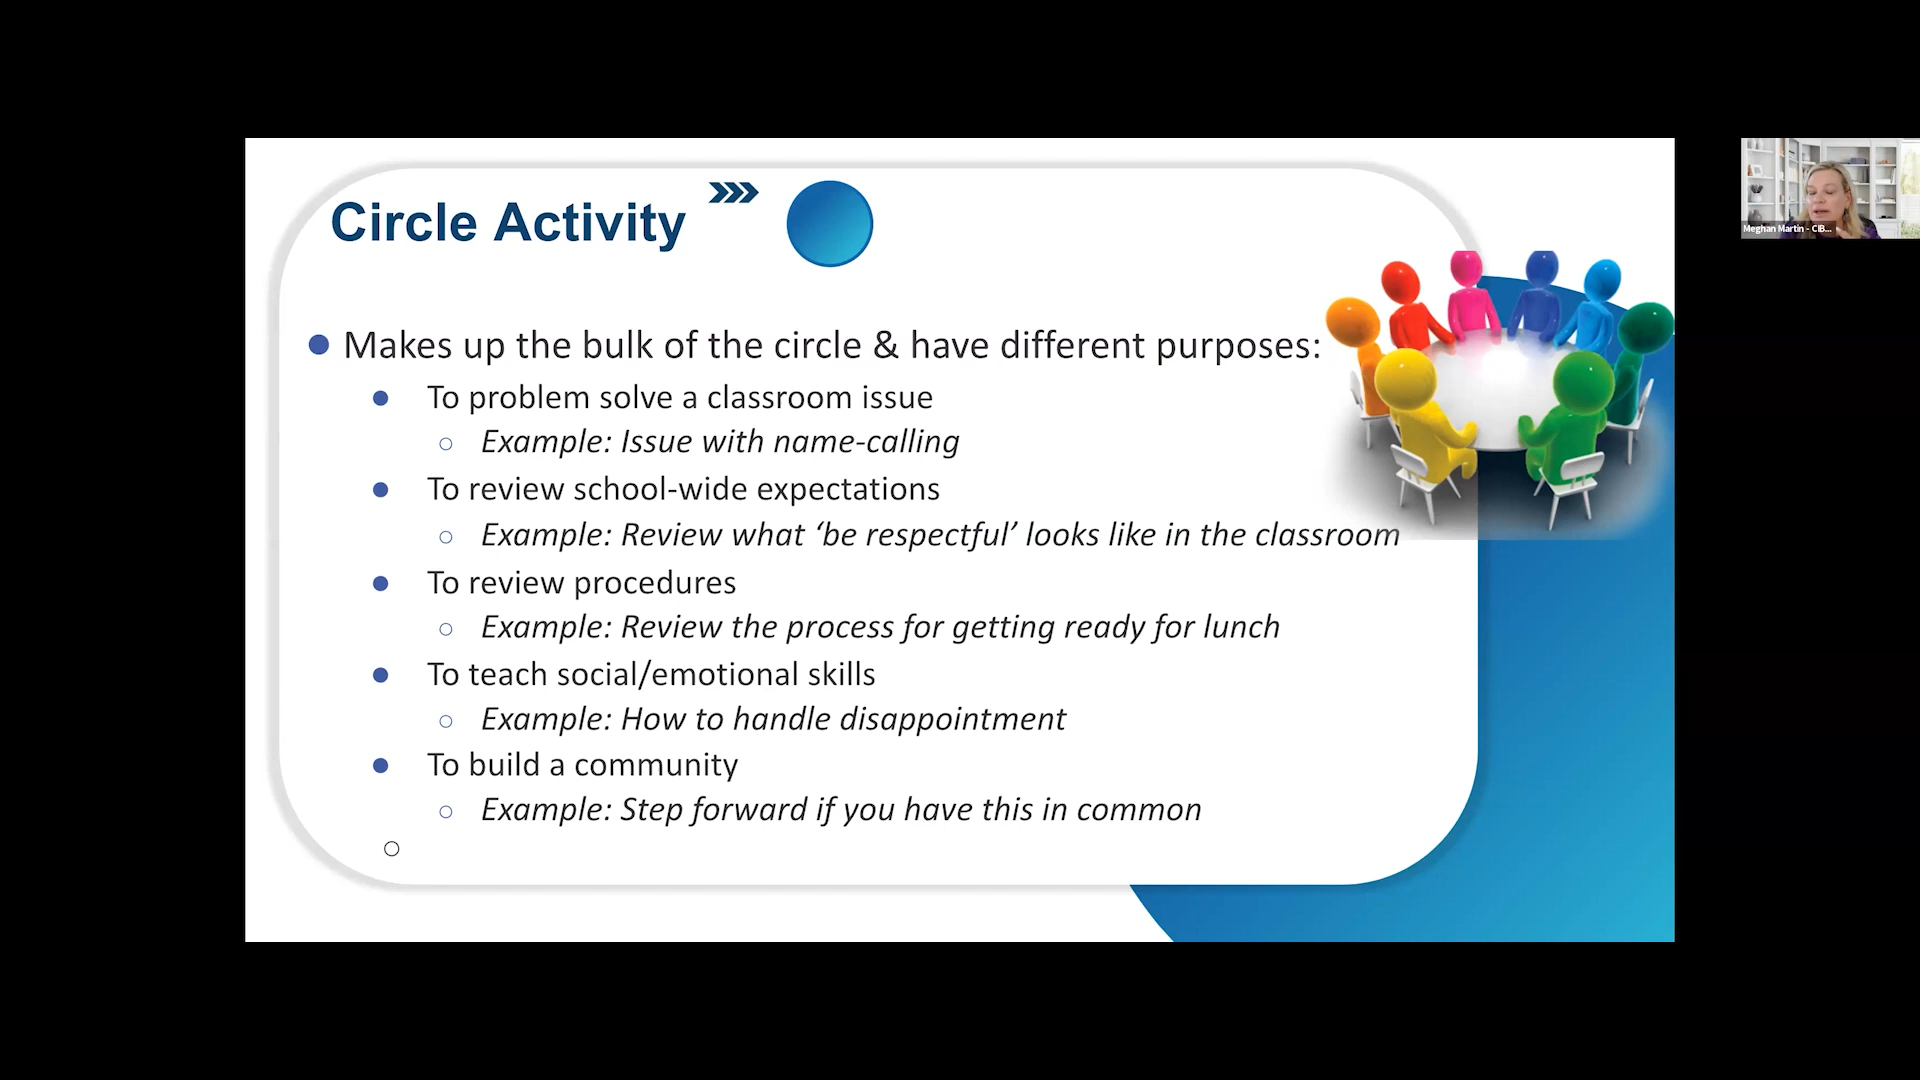 Circle Activity
Makes up the bulk of the circle & have different purposes:
To problem solve a classroom issue
Example: Issue with name-calling
To review school-wide expectations
Example: Review what ‘be respectful’ looks like in the classroom
To review procedures
Example: Review the process for getting ready for lunch
To teach social/emotional skills
Example: How to handle disappointment
To build a community
Example: Step forward if you have this in common
Meghan Martin - CIB...